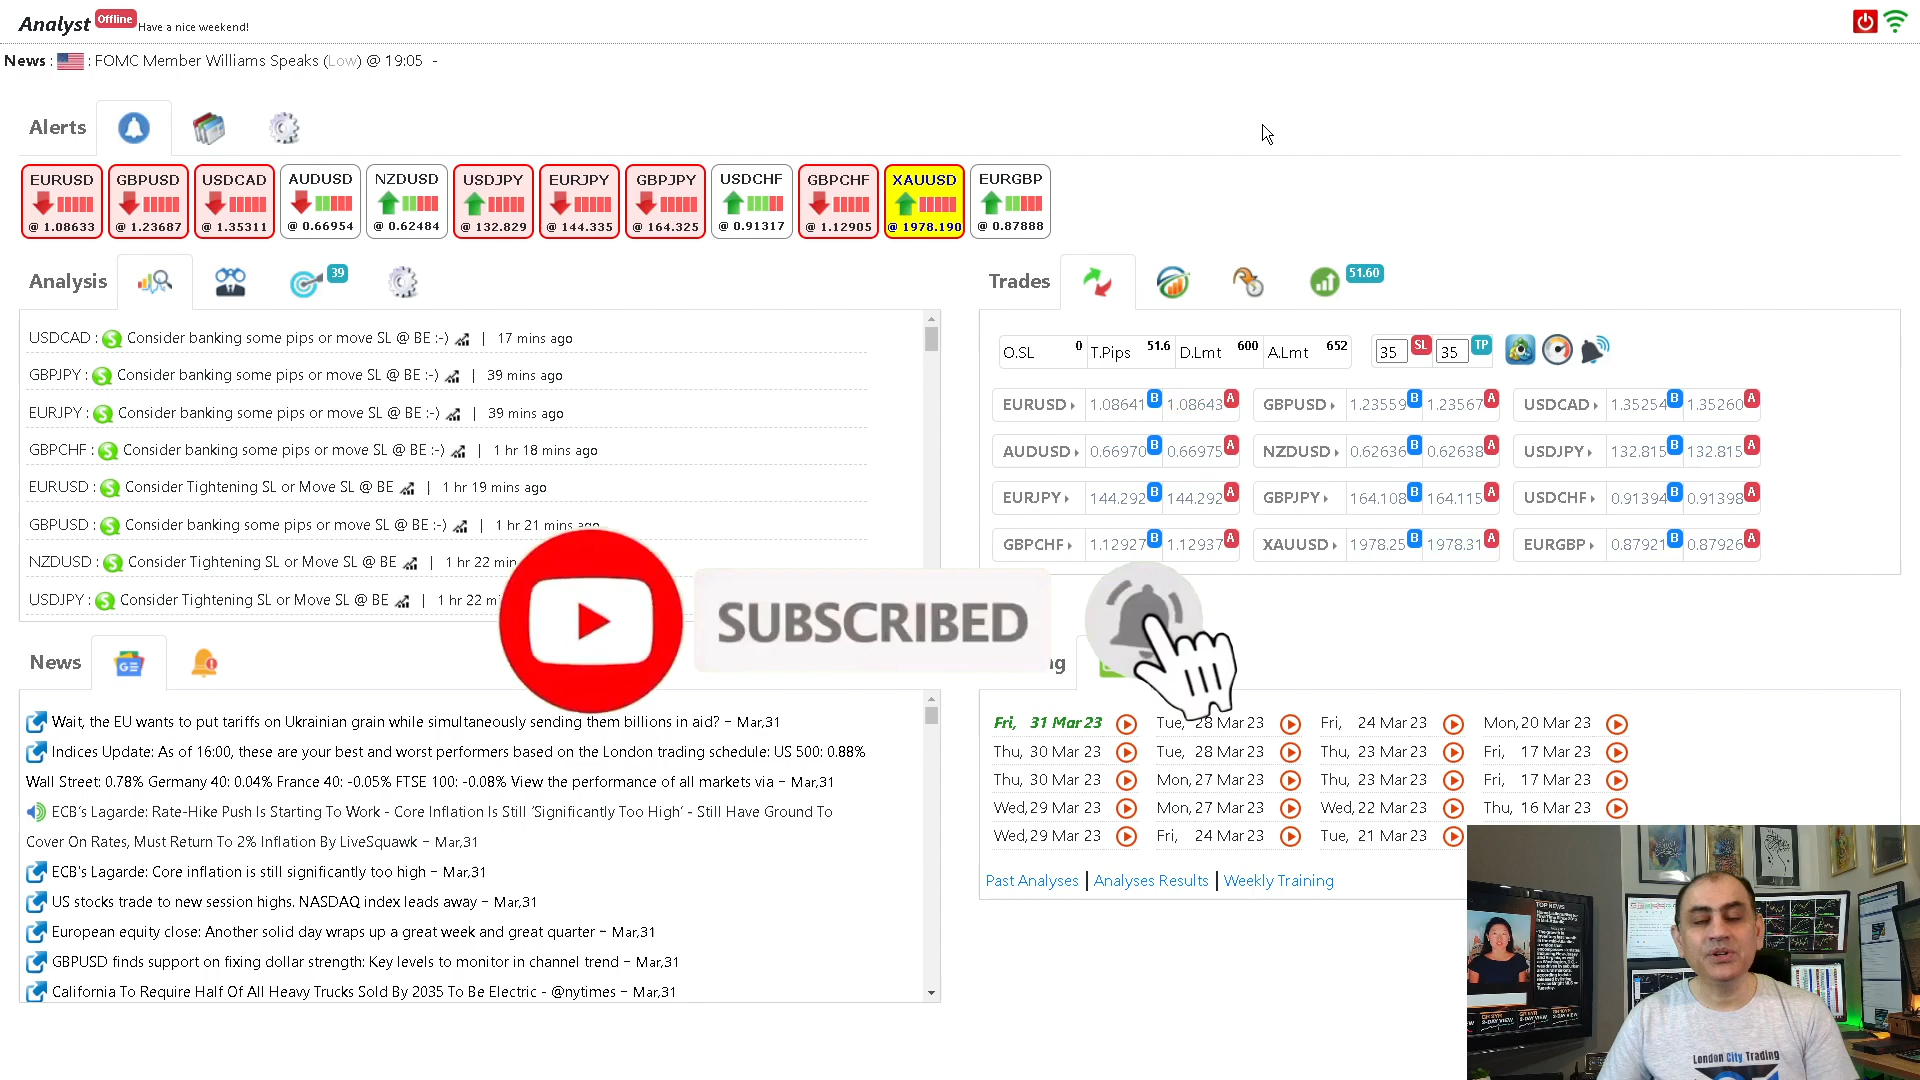 Analyst Offline Have a nice weekend!
News : : FOMC Member Williams Speaks (Low) @ 19:05 -
Alerts
EURUSD GBPUSD USDCAD AUDUSD NZDUSD USDJPY EURJPY GBPJPY USDCHF GBPCHF XAUUSD EURGBP
@ 1.08633 @ 1.23687 @ 1.35311 @ 0.66954 @ 0.62484 @ 132.829 @ 144.335 @ 164.325 @ 0.91317 @ 1.12905 @ 1978.190 @ 0.87888
Analysis 39
USDCAD : Consider banking some pips or move SL @ BE :-) | 17 mins ago
GBPJPY : Consider banking some pips or move SL @ BE :-) | 39 mins ago
EURJPY : Consider banking some pips or move SL @ BE :-) | 39 mins ago
GBPCHF : Consider banking some pips or move SL @ BE :-) | 1 hr 18 mins ago
EURUSD : Consider Tightening SL or Move SL @ BE | 1 hr 19 mins ago
GBPUSD : Consider banking some pips or move SL @ BE :-) | 1 hr 21 mins ago
NZDUSD : Consider Tightening SL or Move SL @ BE | 1 hr 22 min
USDJPY : Consider Tightening SL or Move SL @ BE | 1 hr 22 mi
Trades 51.60
O.SL 0 T.Pips 51.6 D.Lmt 600 A.Lmt 652 35 SL 35 TP
EURUSD 1.08641 B 1.08643 A GBPUSD 1.23559 B 1.23567 A USDCAD 1.35254 B 1.35260 A
AUDUSD 0.66970 B 0.66975 A NZDUSD 0.62636 B 0.62638 A USDJPY 132.815 B 132.815 A
EURJPY 144.292 B 144.292 A GBPJPY 164.108 B 164.115 A USDCHF 0.91394 B 0.91398 A
GBPCHF 1.12927 B 1.12937 A XAUUSD 1978.25 B 1978.31 A EURGBP 0.87921 B 0.87926 A
SUBSCRIBED
News GE
Wait, the EU wants to put tariffs on Ukrainian grain while simultaneously sending them billions in aid? – Mar,31
Indices Update: As of 16:00, these are your best and worst performers based on the London trading schedule: US 500: 0.88%
Wall Street: 0.78% Germany 40: 0.04% France 40: -0.05% FTSE 100: -0.08% View the performance of all markets via – Mar,31
ECB's Lagarde: Rate-Hike Push Is Starting To Work - Core Inflation Is Still 'Significantly Too High' - Still Have Ground To
Cover On Rates, Must Return To 2% Inflation By LiveSquawk – Mar,31
ECB's Lagarde: Core inflation is still significantly too high – Mar,31
US stocks trade to new session highs. NASDAQ index leads away – Mar,31
European equity close: Another solid day wraps up a great week and great quarter – Mar,31
GBPUSD finds support on fixing dollar strength: Key levels to monitor in channel trend – Mar,31
California To Require Half Of All Heavy Trucks Sold By 2035 To Be Electric - @nytimes – Mar,31
g
Fri, 31 Mar 23 Tue, 28 Mar 23 Fri, 24 Mar 23 Mon,20 Mar 23
Thu, 30 Mar 23 Tue, 28 Mar 23 Thu, 23 Mar 23 Fri, 17 Mar 23
Thu, 30 Mar 23 Mon,27 Mar 23 Thu, 23 Mar 23 Fri, 17 Mar 23
Wed,29 Mar 23 Mon,27 Mar 23 Wed,22 Mar 23 Thu, 16 Mar 23
Wed,29 Mar 23 Fri, 24 Mar 23 Tue, 21 Mar 23
Past Analyses | Analyses Results | Weekly Training
TOP NEWS
2-DAY VIEW 2-DAY VIEW 2-DAY VIEW
London City Trading